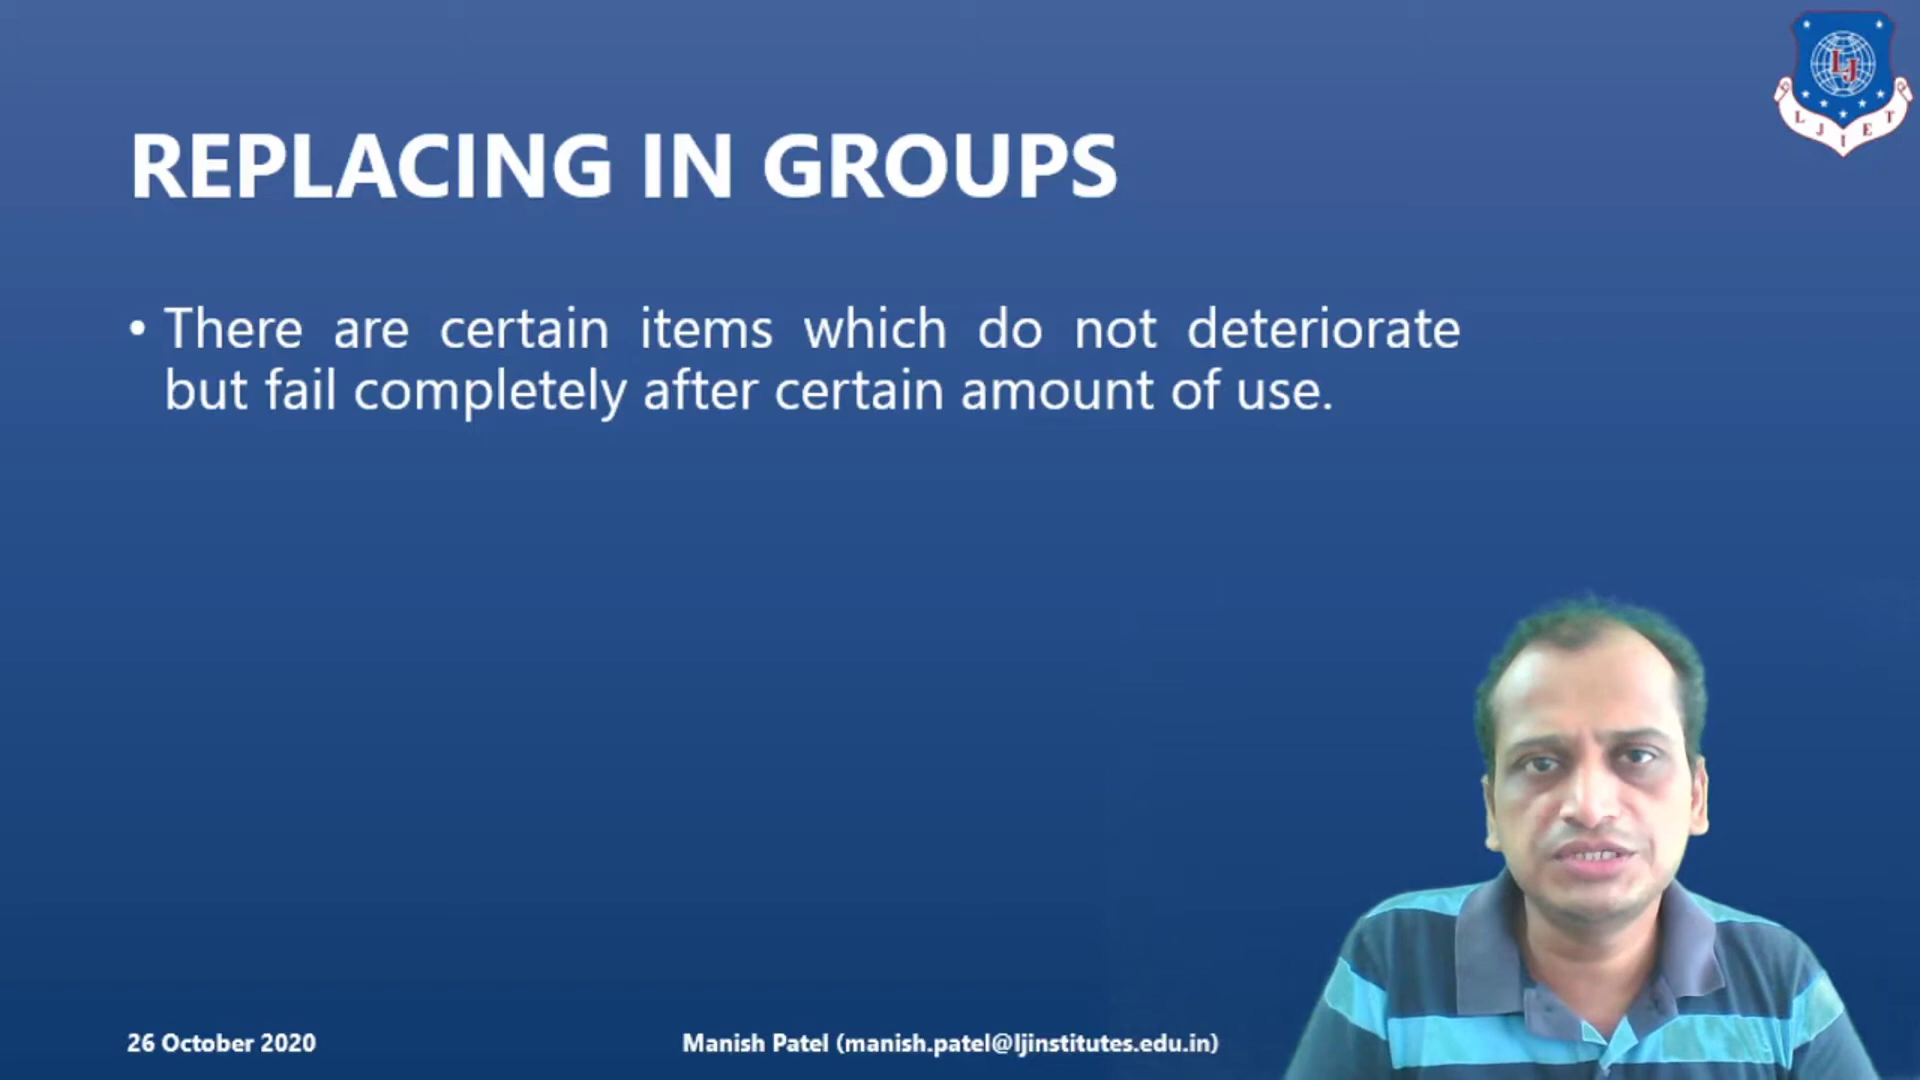 LJ
L J I E T
REPLACING IN GROUPS
• There are certain items which do not deteriorate
but fail completely after certain amount of use.
26 October 2020
Manish Patel (manish.patel@ljinstitutes.edu.in)